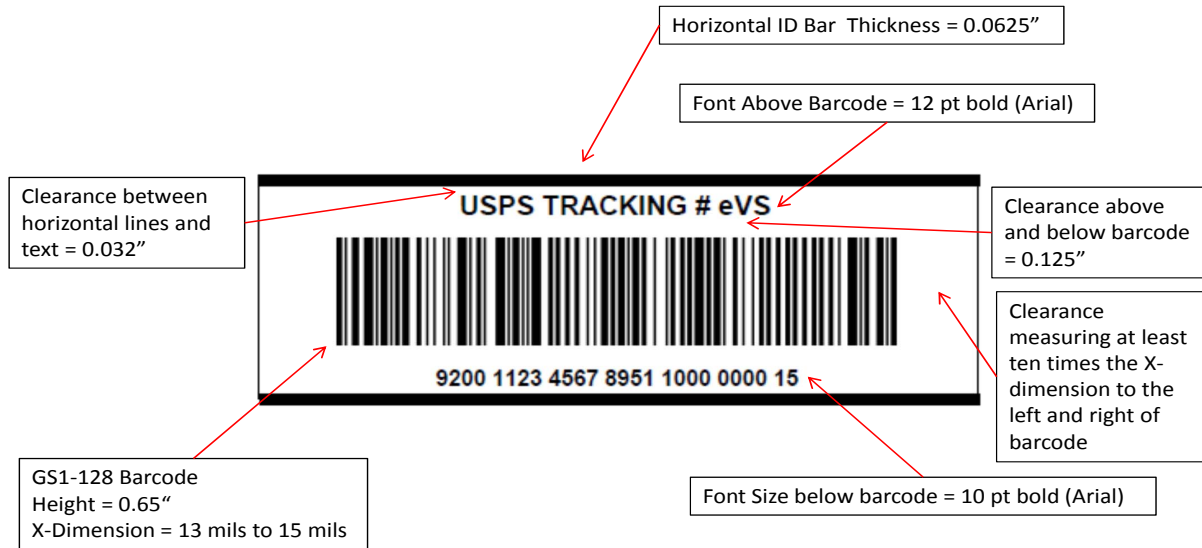 Horizontal ID Bar  Thickness = 0.0625”
Font Above Barcode = 12 pt bold (Arial)
Clearance between
horizontal lines and
text = 0.032”
USPS TRACKING # eVS
Clearance above
and below barcode
= 0.125”
Clearance
measuring at least
ten times the X-
dimension to the
left and right of
barcode
9200 1123 4567 8951 1000 0000 15
GS1-128 Barcode
Height = 0.65“
X-Dimension = 13 mils to 15 mils
Font Size below barcode = 10 pt bold (Arial)